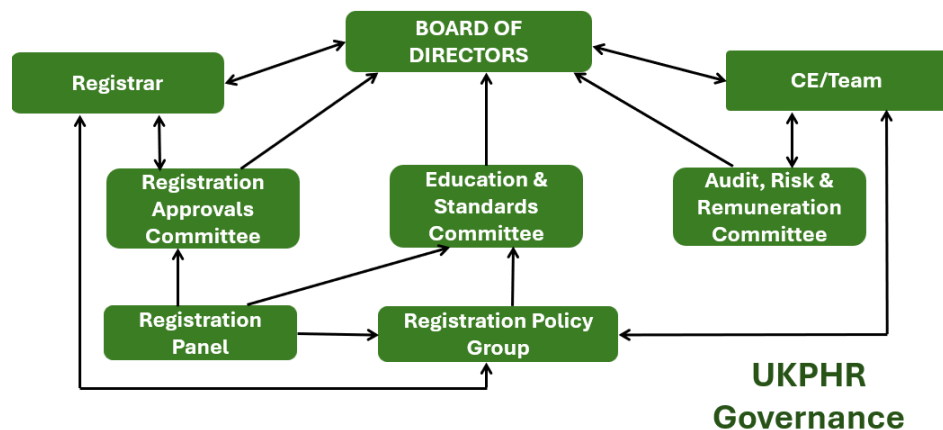 BOARD OF
DIRECTORS
Registrar
CE/Team
Registration
Approvals
Committee
Education &
Standards
Committee
Audit, Risk &
Remuneration
Committee
Registration
Panel
Registration Policy
Group
UKPHR
Governance